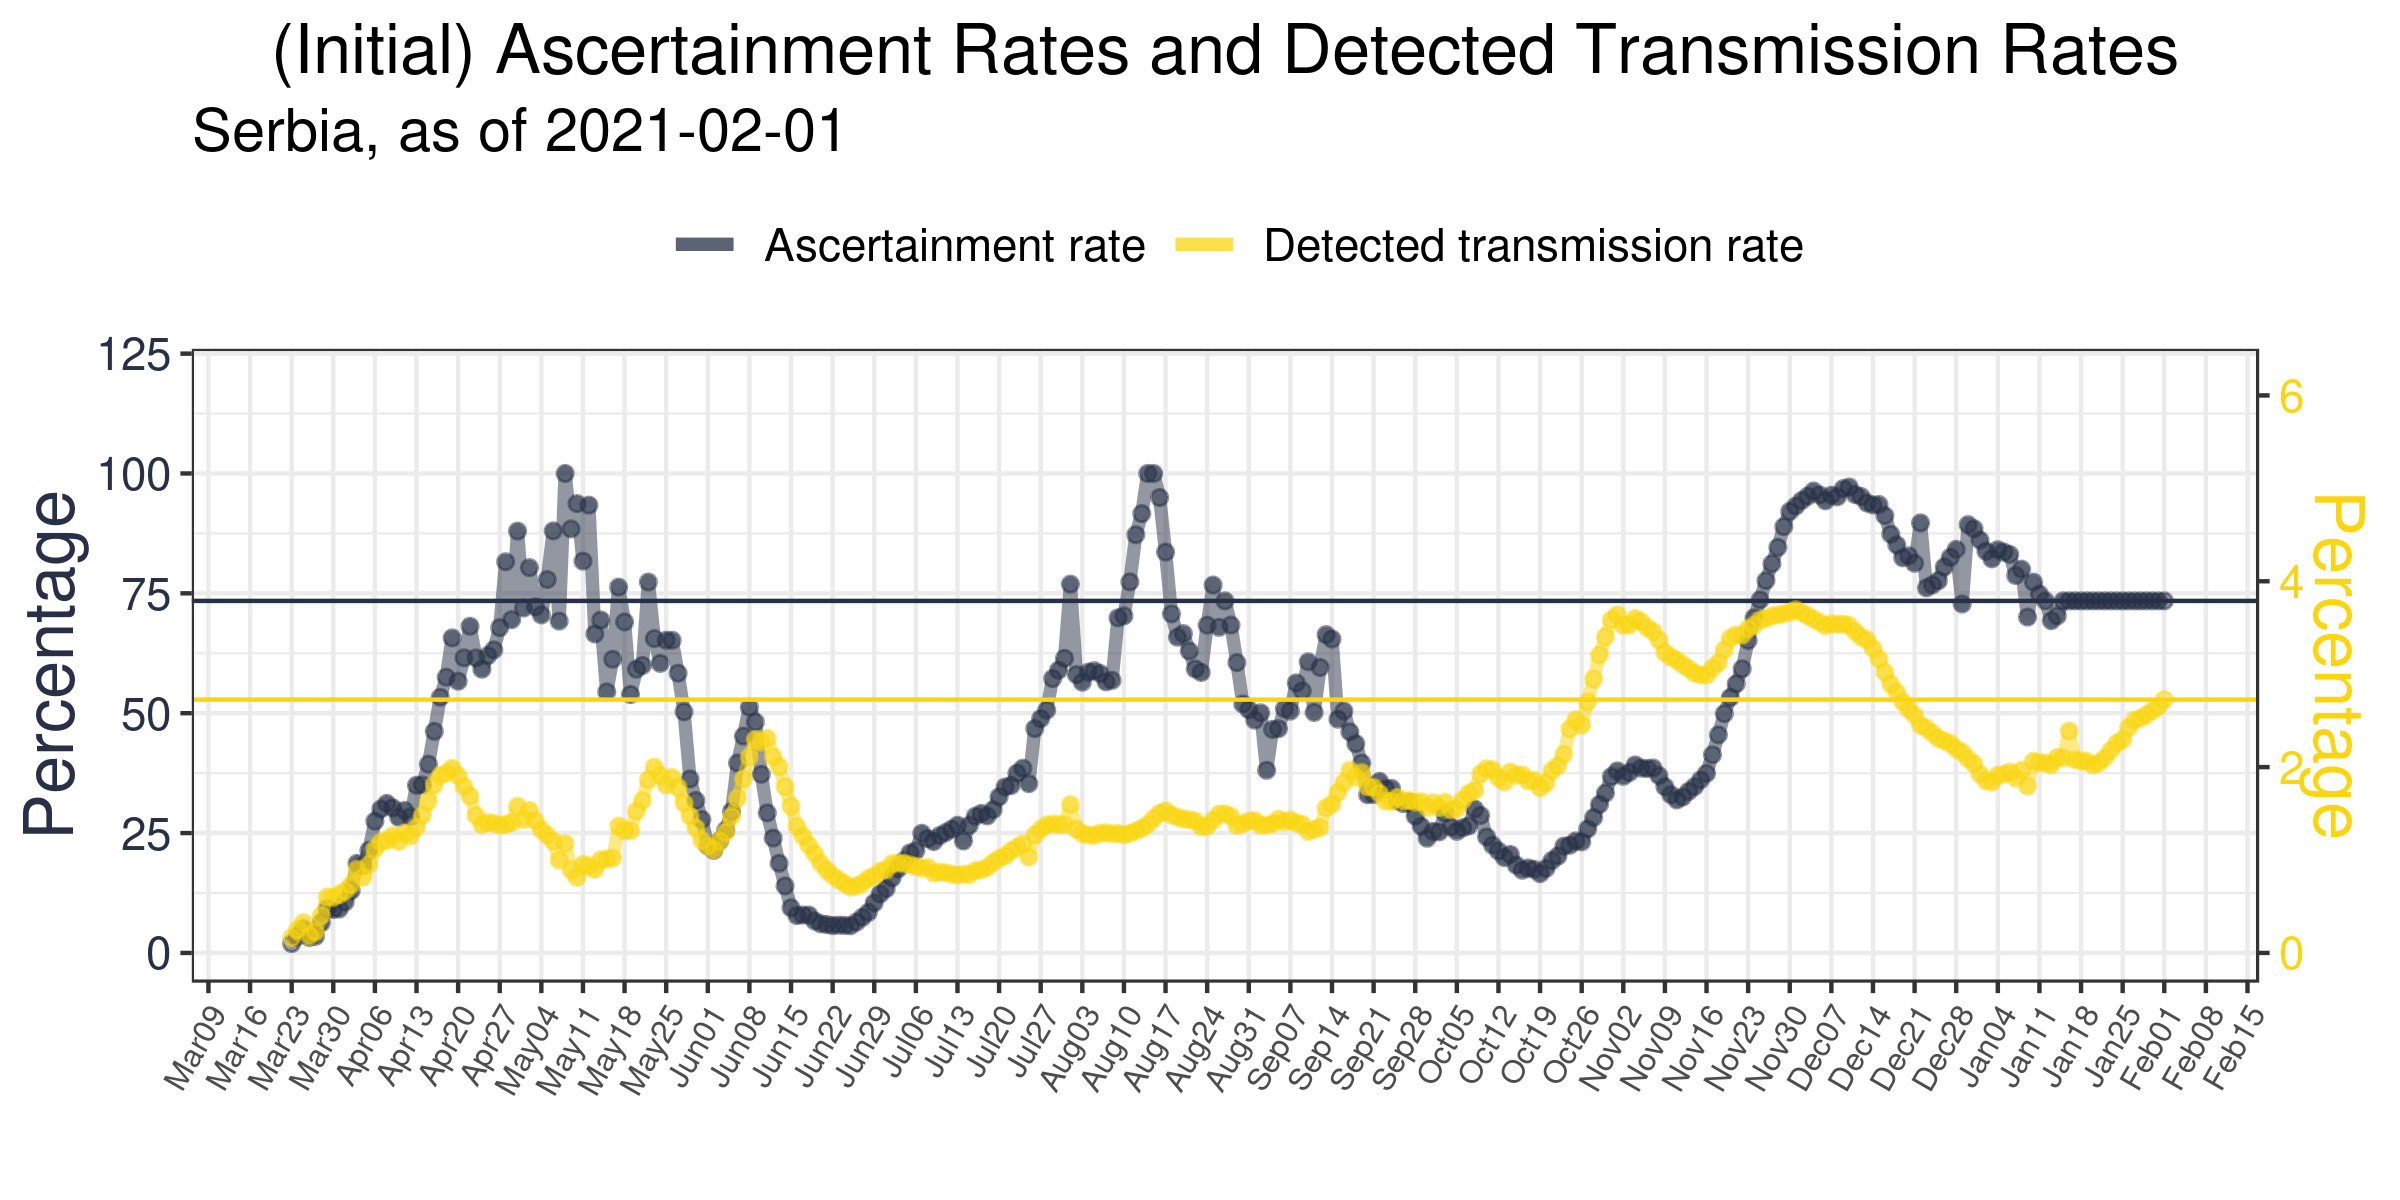 (Initial) Ascertainment Rates and Detected Transmission Rates
Serbia, as of 2021-02-01
Ascertainment rate Detected transmission rate
125
100
75
50
25
0
Percentage
6
4
2
0
Percentage
Mar09 Mar16 Mar23 Mar30 Apr06 Apr13 Apr20 Apr27 May04 May11 May18 May25 Jun01 Jun08 Jun15 Jun22 Jun29 Jul06 Jul13 Jul20 Jul27 Aug03 Aug10 Aug17 Aug24 Aug31 Sep07 Sep14 Sep21 Sep28 Oct05 Oct12 Oct19 Oct26 Nov02 Nov09 Nov16 Nov23 Nov30 Dec07 Dec14 Dec21 Dec28 Jan04 Jan11 Jan18 Jan25 Feb01 Feb08 Feb15